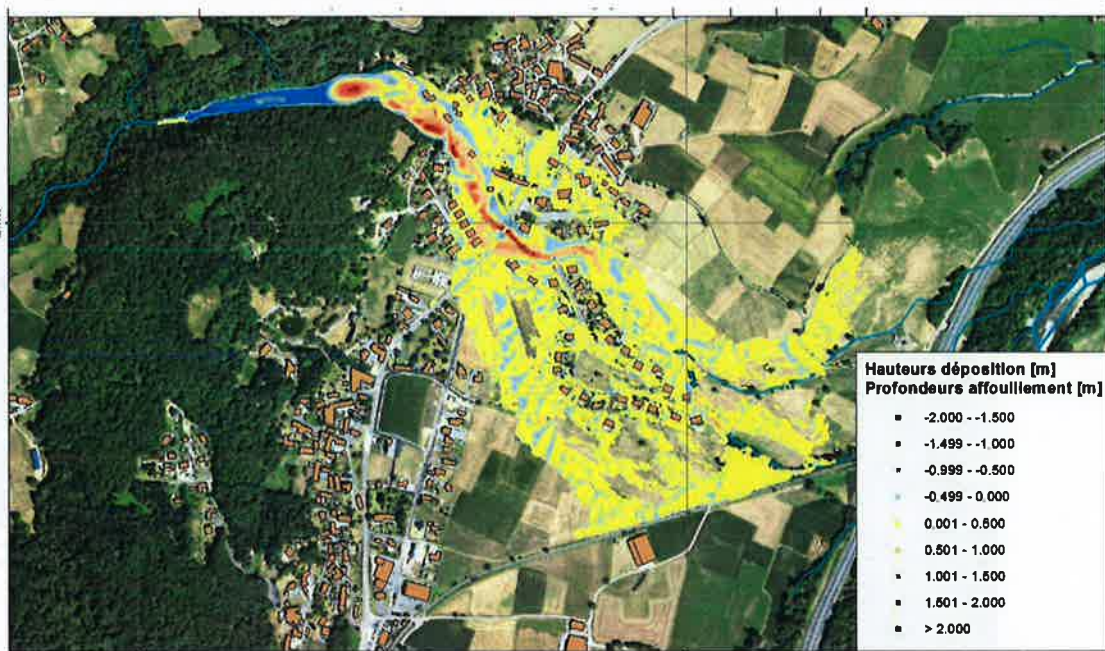 Hauteurs déposition [m]
Profondeurs affouillement [m]
-2.000 - -1.500
-1.499 - -1.000
-0.999 - -0.500
-0.499 - 0.000
0.001 - 0.500
0.501 - 1.000
1.001 - 1.500
1.501 - 2.000
> 2.000